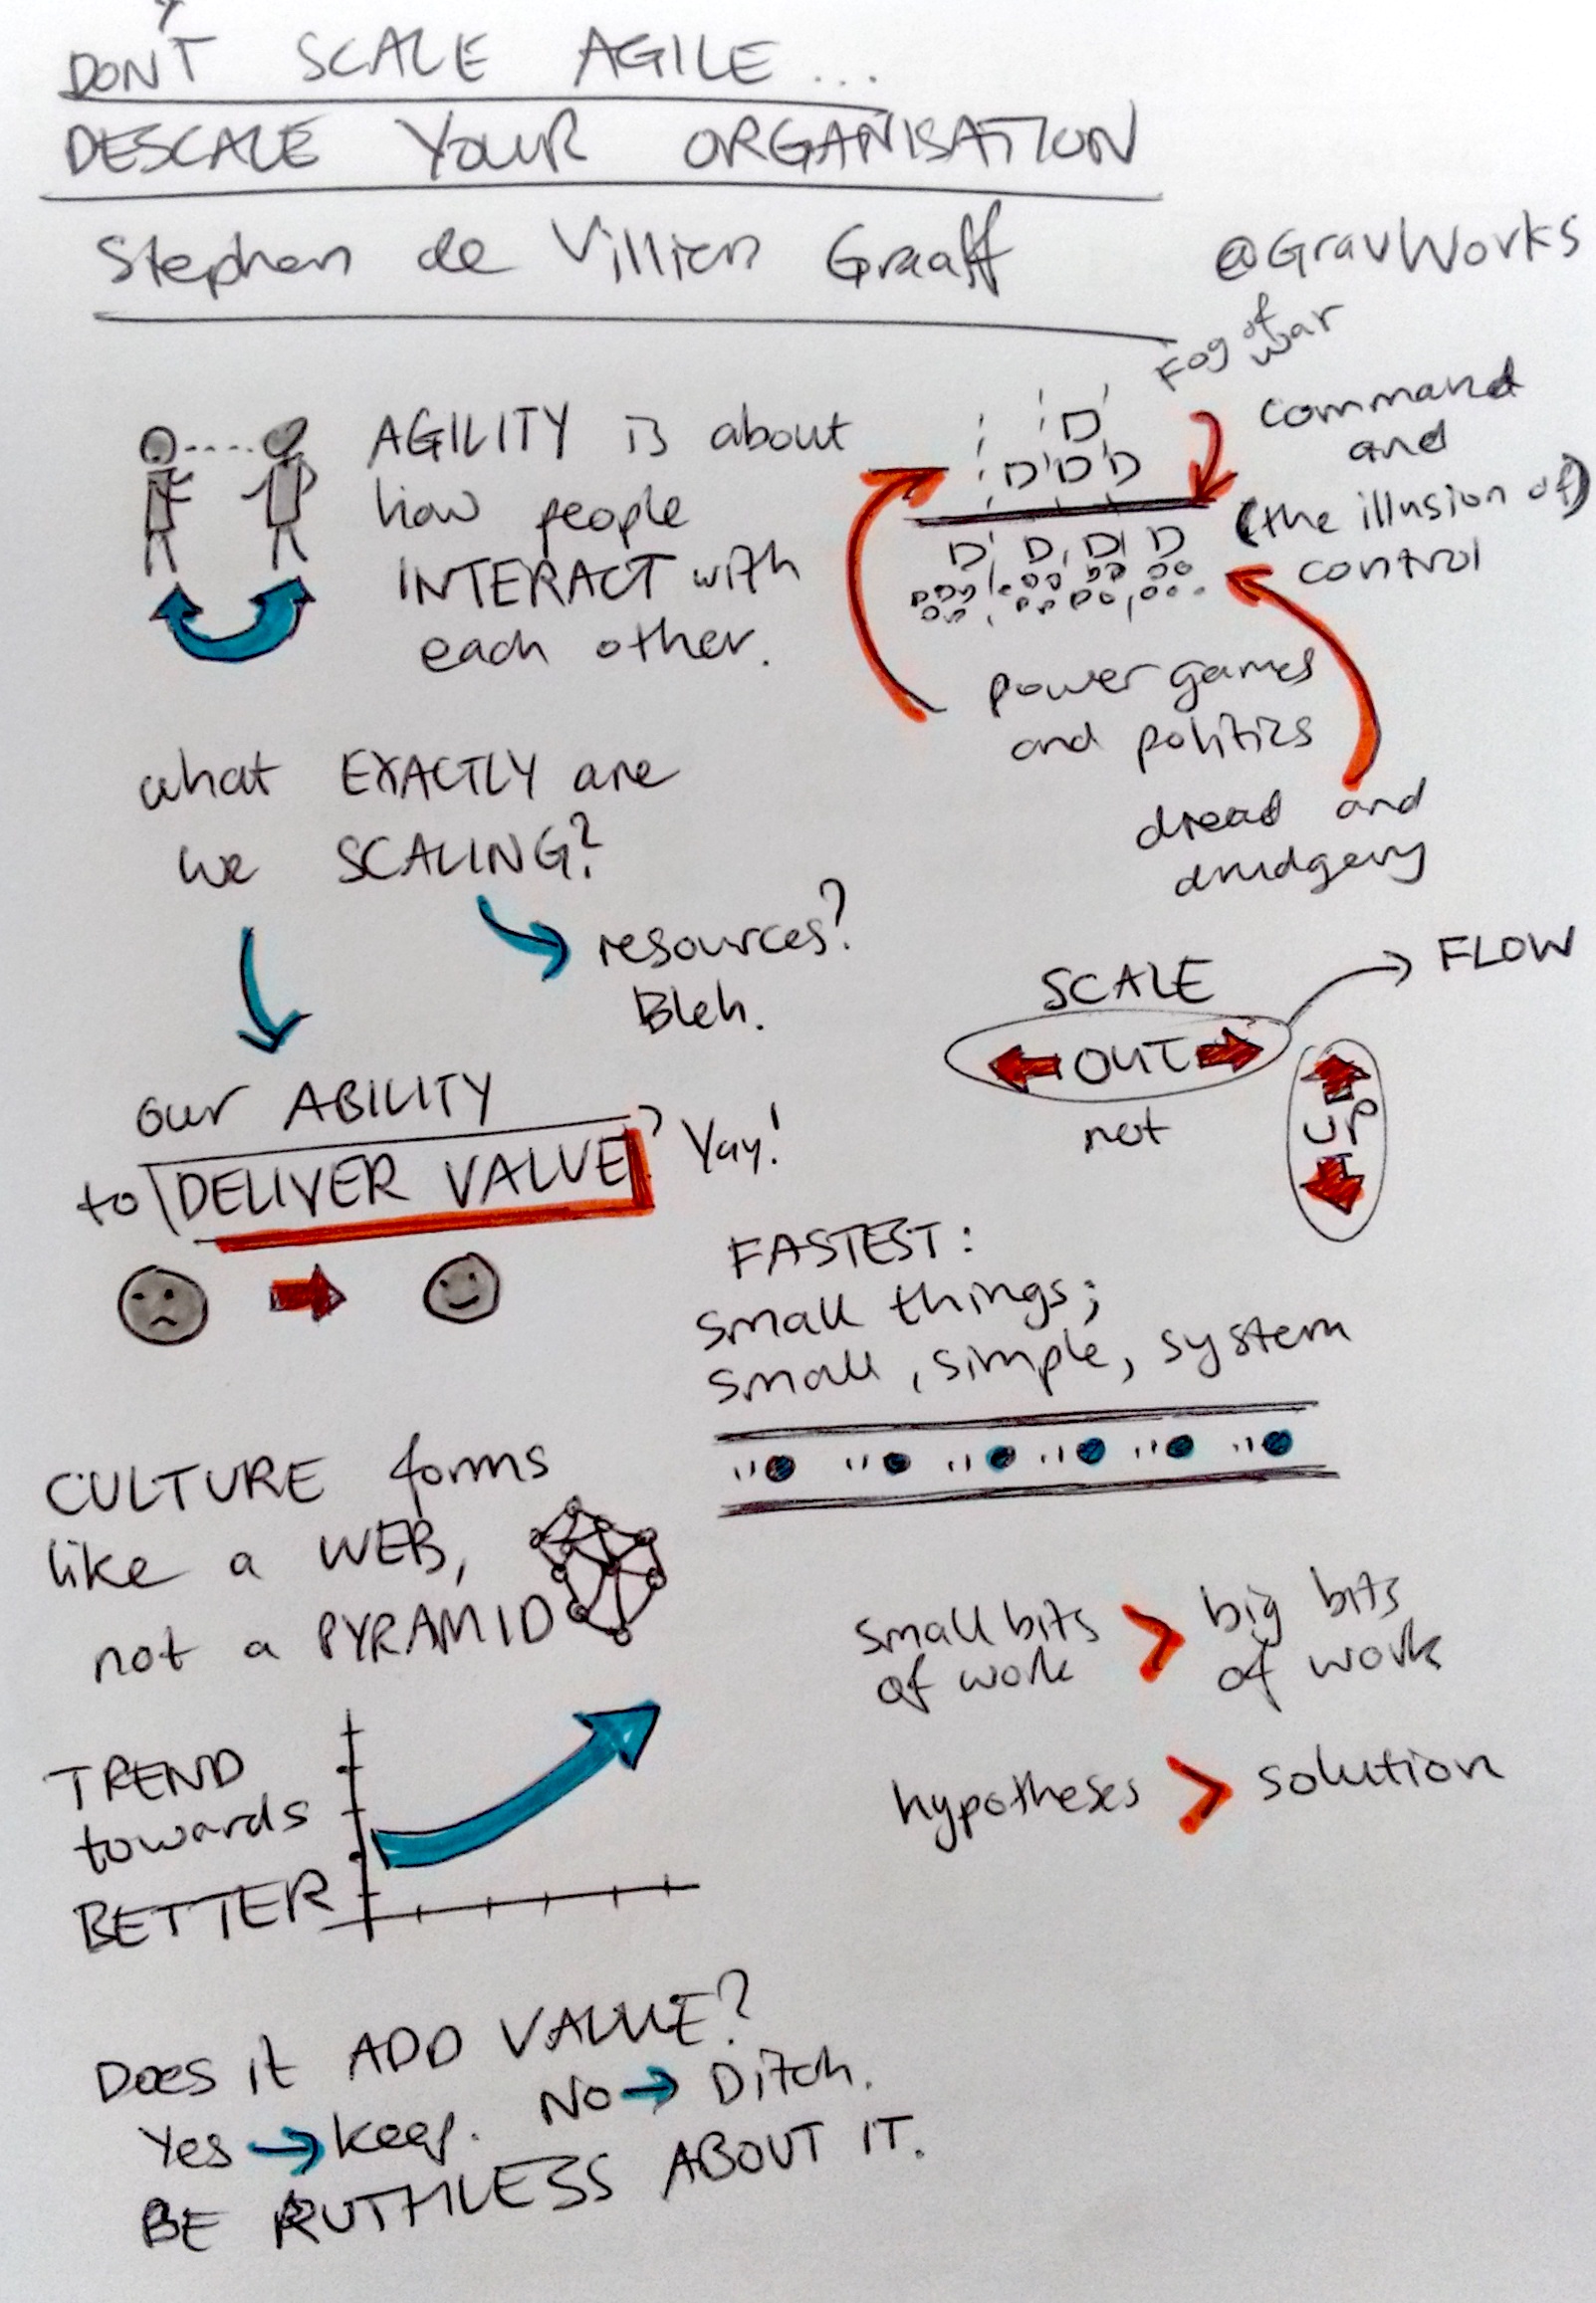 DON'T SCALE AGILE...
DESCALE YOUR ORGANISATION
Stephen de Villiers Graaff
@GravWorks
AGILITY is about
how people
INTERACT with
each other.
Fog of war
command
and
(the illusion of)
control
power games
and politics
dread and
drudgery
what EXACTLY are
we SCALING?
resources?
Bleh.
our ABILITY
to DELIVER VALUE? Yay!
SCALE
OUT
not
UP
FLOW
FASTEST:
small things;
small, simple, system
CULTURE forms
like a WEB,
not a PYRAMID
small bits
of work
>
big bits
of work
hypotheses > solution
TREND
towards
BETTER
Does it ADD VALUE?
Yes → keep. No → Ditch.
BE RUTHLESS ABOUT IT.